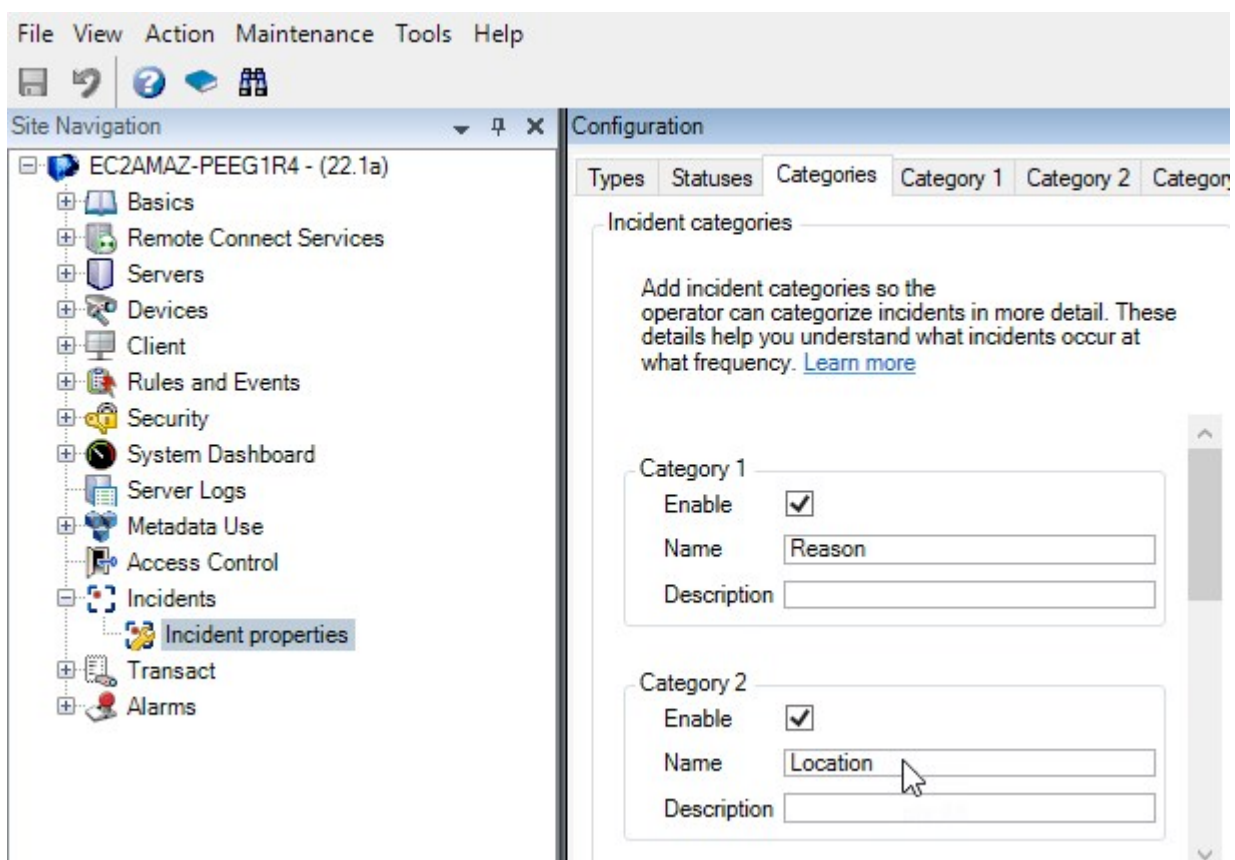 File View Action Maintenance Tools Help
Site Navigation
EC2AMAZ-PEEG1R4 - (22.1a)
Basics
Remote Connect Services
Servers
Devices
Client
Rules and Events
Security
System Dashboard
Server Logs
Metadata Use
Access Control
Incidents
Incident properties
Transact
Alarms
Configuration
Types Statuses Categories Category 1 Category 2 Category
Incident categories
Add incident categories so the
operator can categorize incidents in more detail. These
details help you understand what incidents occur at
what frequency. Learn more
Category 1
Enable
Name Reason
Description
Category 2
Enable
Name Location
Description